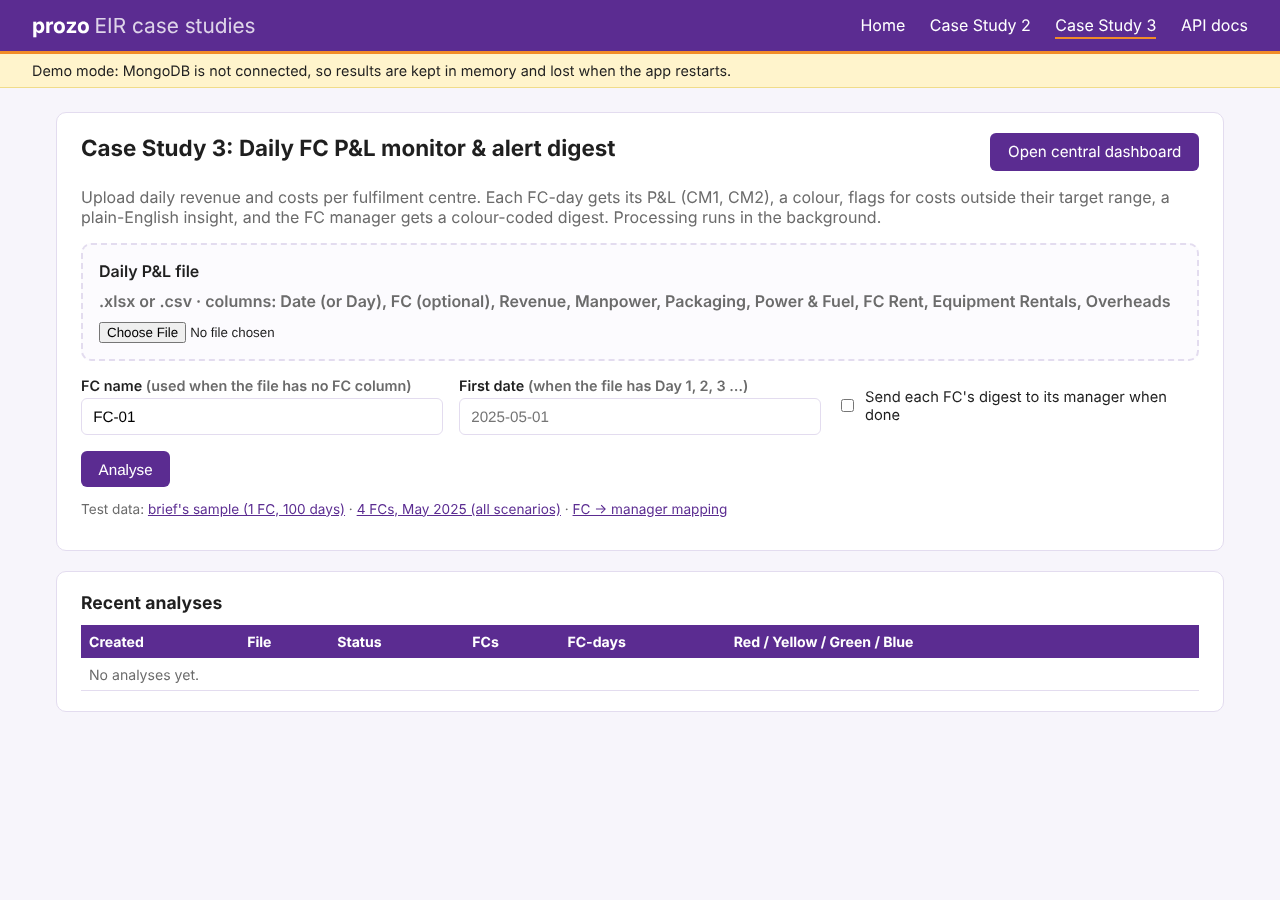 prozo EIR case studies
Home Case Study 2 Case Study 3 API docs
Demo mode: MongoDB is not connected, so results are kept in memory and lost when the app restarts.
Case Study 3: Daily FC P&L monitor & alert digest
Open central dashboard
Upload daily revenue and costs per fulfilment centre. Each FC-day gets its P&L (CM1, CM2), a colour, flags for costs outside their target range, a
plain-English insight, and the FC manager gets a colour-coded digest. Processing runs in the background.
Daily P&L file
.xlsx or .csv · columns: Date (or Day), FC (optional), Revenue, Manpower, Packaging, Power & Fuel, FC Rent, Equipment Rentals, Overheads
Choose File No file chosen
FC name (used when the file has no FC column)
FC-01
First date (when the file has Day 1, 2, 3 …)
2025-05-01
Send each FC's digest to its manager when
done
Analyse
Test data: brief's sample (1 FC, 100 days) · 4 FCs, May 2025 (all scenarios) · FC → manager mapping
Recent analyses
Created File Status FCs FC-days Red / Yellow / Green / Blue
No analyses yet.